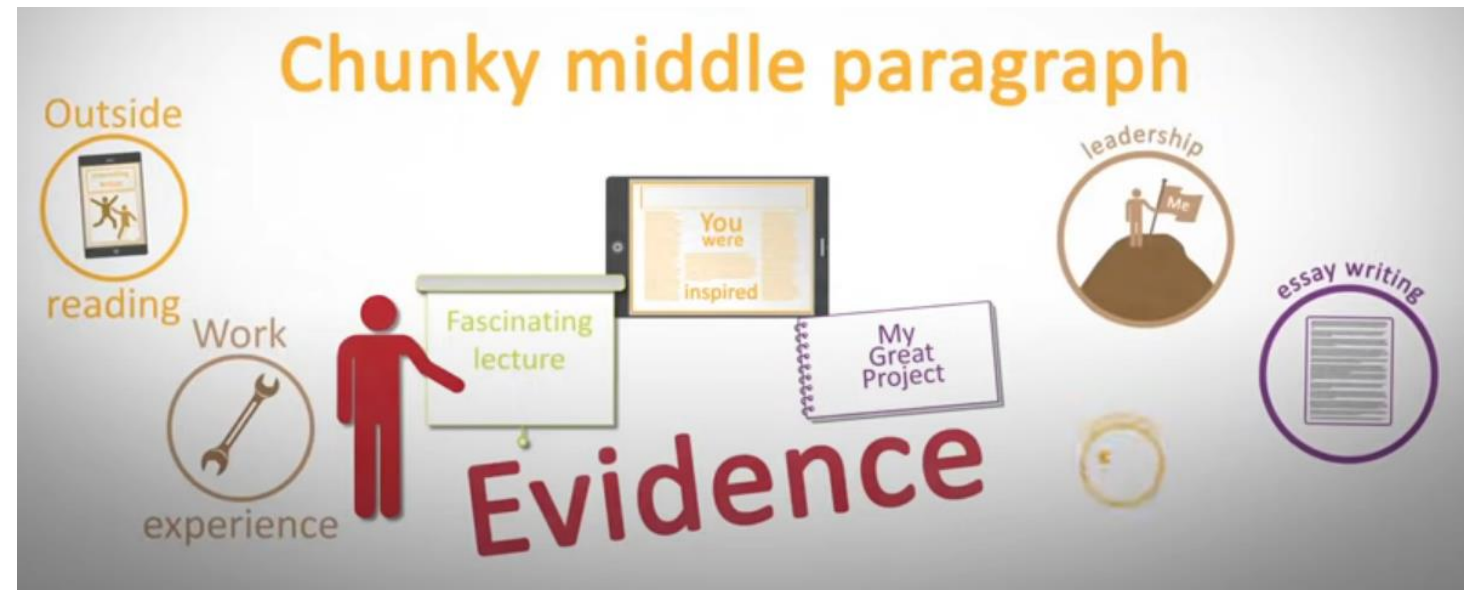 Chunky middle paragraph
Outside
reading
Work
experience
Fascinating
lecture
You
were
inspired
My
Great
Project
Evidence
leadership
Me
essay writing